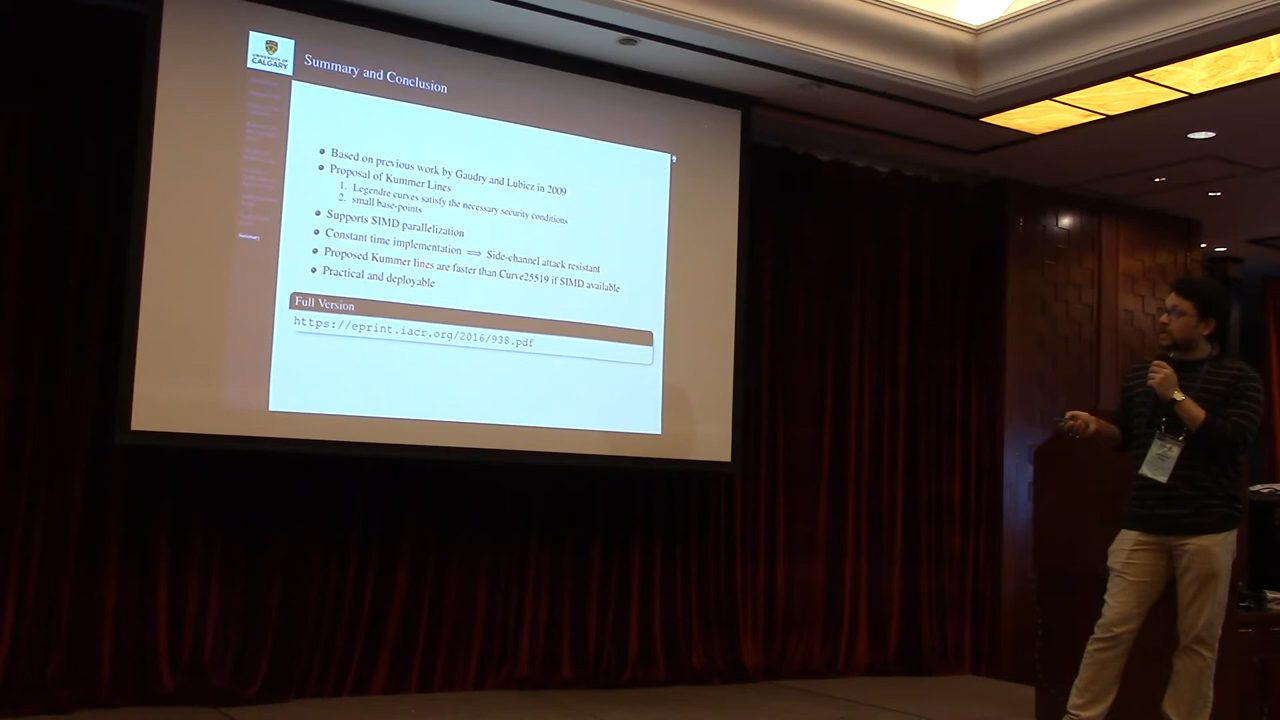 UNIVERSITY OF
CALGARY
Summary and Conclusion
Based on previous work by Gaudry and Lubicz in 2009
Proposal of Kummer Lines
1. Legendre curves satisfy the necessary security conditions
2. small base-points
Supports SIMD parallelization
Constant time implementation ⟹ Side-channel attack resistant
Proposed Kummer lines are faster than Curve25519 if SIMD available
Practical and deployable
Full Version
https://eprint.iacr.org/2016/938.pdf
Summary